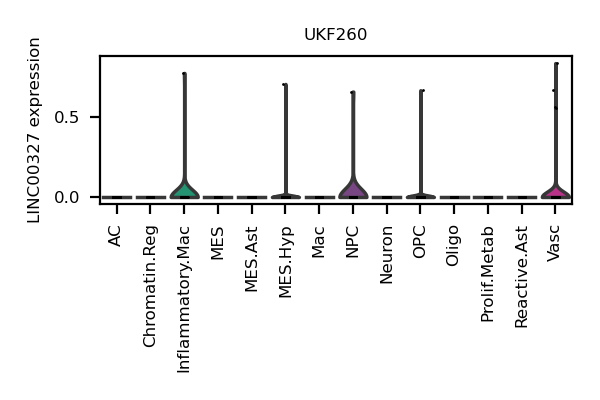 UKF260
LINC00327 expression
0.5
0.0
AC
Chromatin.Reg
Inflammatory.Mac
MES
MES.Ast
MES.Hyp
Mac
NPC
Neuron
OPC
Oligo
Prolif.Metab
Reactive.Ast
Vasc